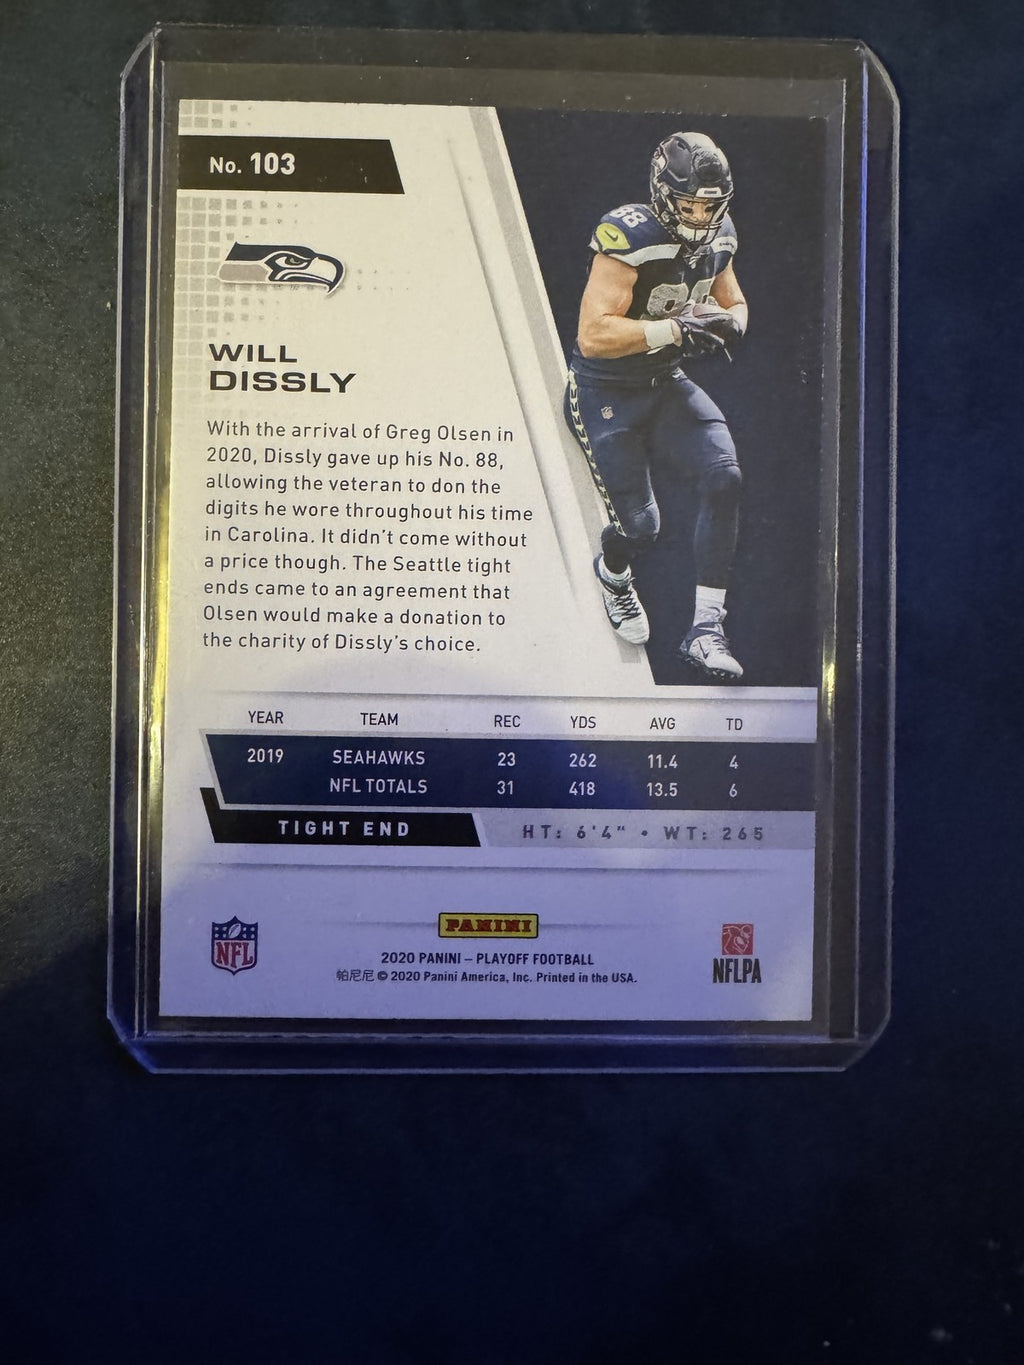 No. 103
WILL
DISSLY
With the arrival of Greg Olsen in
2020, Dissly gave up his No. 88,
allowing the veteran to don the
digits he wore throughout his time
in Carolina. It didn't come without
a price though. The Seattle tight
ends came to an agreement that
Olsen would make a donation to
the charity of Dissly's choice.
88
YEAR TEAM REC YDS AVG TD
2019 SEAHAWKS 23 262 11.4 4
NFL TOTALS 31 418 13.5 6
TIGHT END HT: 6'4" • WT: 265
NFL
PANINI
2020 PANINI – PLAYOFF FOOTBALL
帕尼尼 © 2020 Panini America, Inc. Printed in the USA.
NFLPA